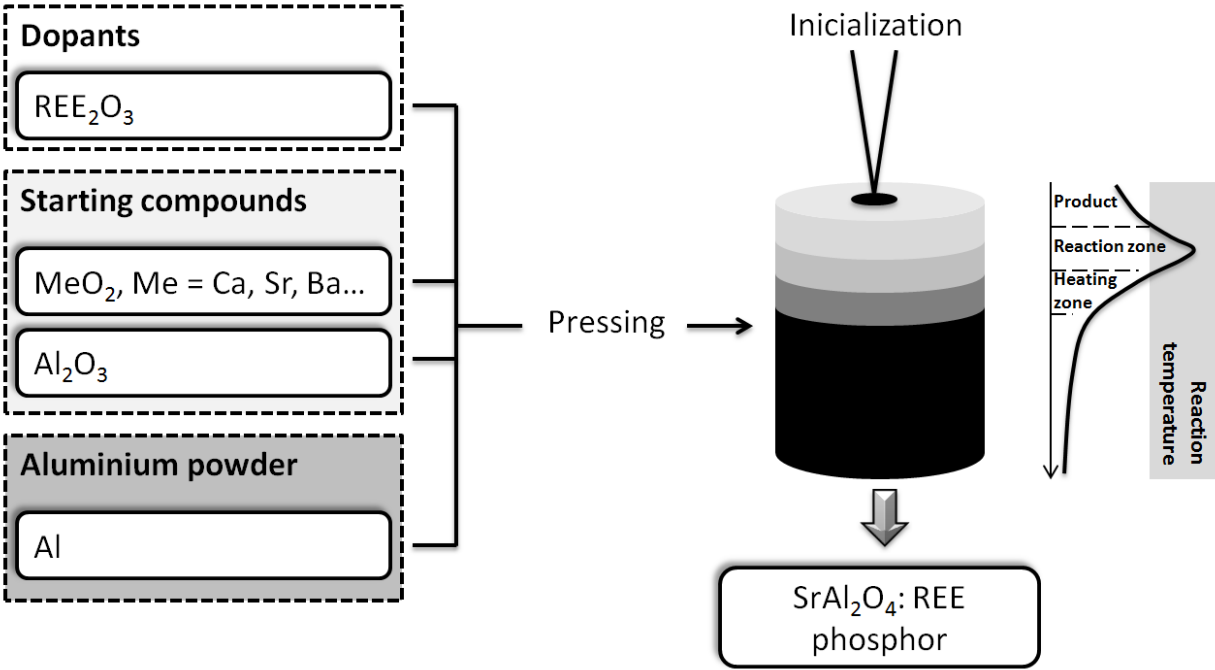 Dopants
REE₂O₃
Starting compounds
MeO₂, Me = Ca, Sr, Ba...
Al₂O₃
Aluminium powder
Al
Pressing
Inicialization
Product
Reaction zone
Heating
zone
Reaction
temperature
SrAl₂O₄: REE
phosphor